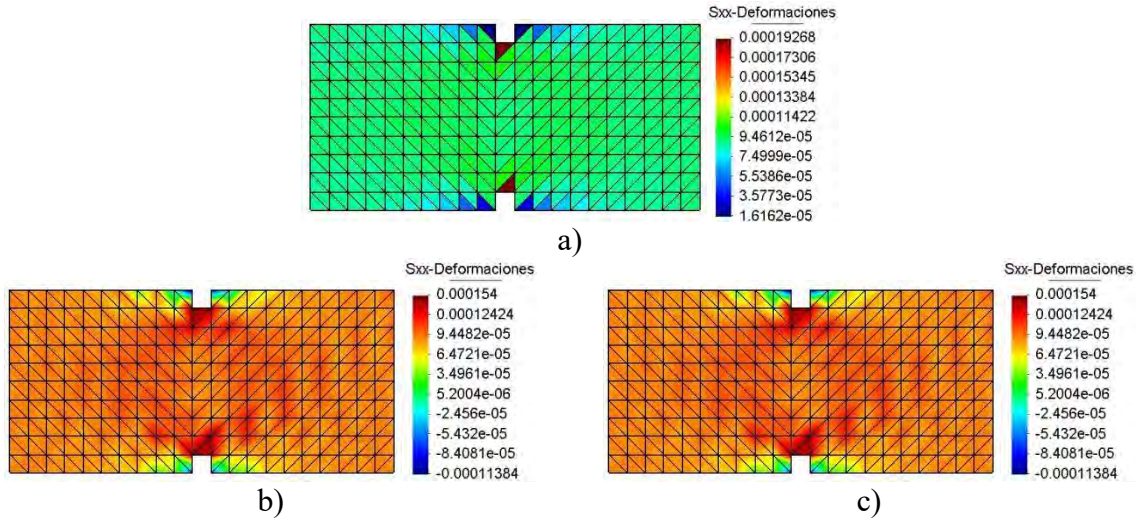 Sxx-Deformaciones
0.00019268
0.00017306
0.00015345
0.00013384
0.00011422
9.4612e-05
7.4999e-05
5.5386e-05
3.5773e-05
1.6162e-05
a)
Sxx-Deformaciones
0.000154
0.00012424
9.4482e-05
6.4721e-05
3.4961e-05
5.2004e-06
-2.456e-05
-5.432e-05
-8.4081e-05
-0.00011384
b)
Sxx-Deformaciones
0.000154
0.00012424
9.4482e-05
6.4721e-05
3.4961e-05
5.2004e-06
-2.456e-05
-5.432e-05
-8.4081e-05
-0.00011384
c)